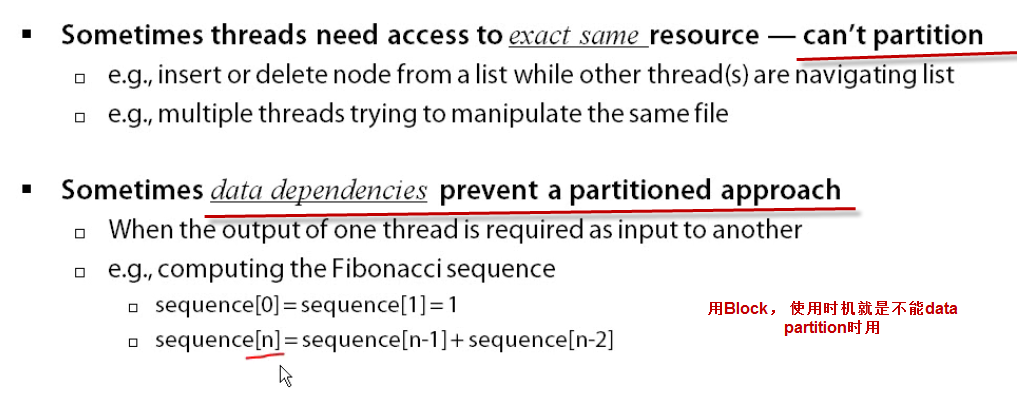 Sometimes threads need access to exact same resource — can't partition
e.g., insert or delete node from a list while other thread(s) are navigating list
e.g., multiple threads trying to manipulate the same file
Sometimes data dependencies prevent a partitioned approach
When the output of one thread is required as input to another
e.g., computing the Fibonacci sequence
sequence[0]=sequence[1]=1
sequence[n]=sequence[n-1]+sequence[n-2]
用Block， 使用时机就是不能data
partition时用